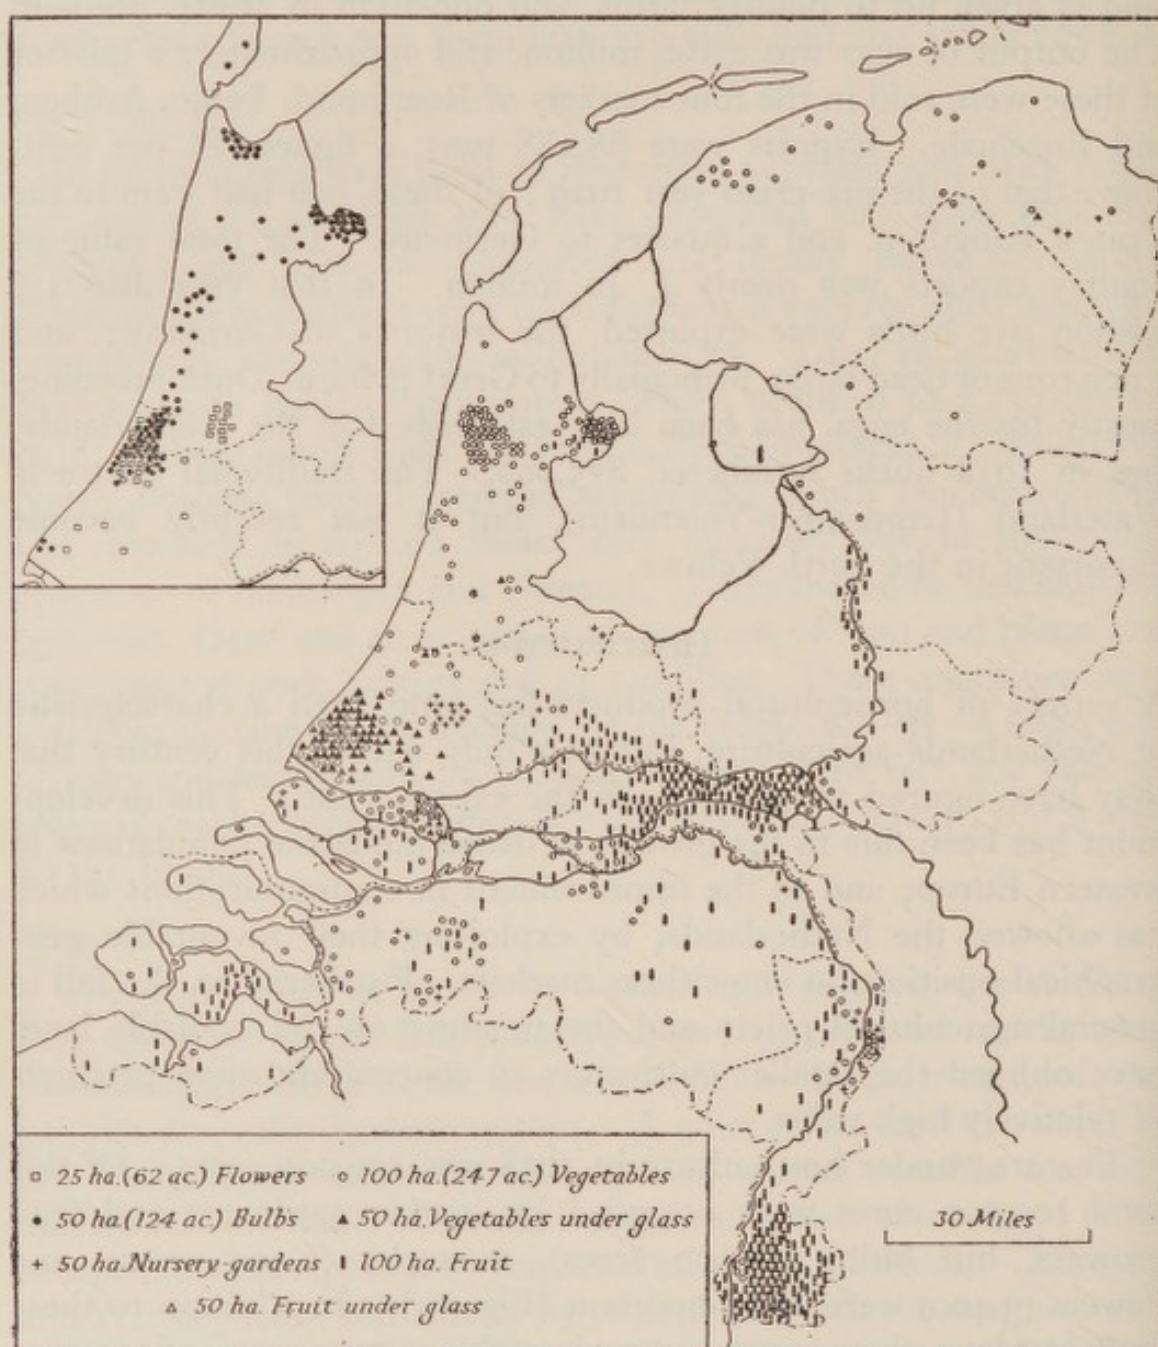 ▫ 25 ha.(62 ac.) Flowers ○ 100 ha.(247 ac.) Vegetables
• 50 ha.(124 ac.) Bulbs ▲ 50 ha. Vegetables under glass
+ 50 ha. Nursery-gardens ▮ 100 ha. Fruit
▵ 50 ha. Fruit under glass
30 Miles